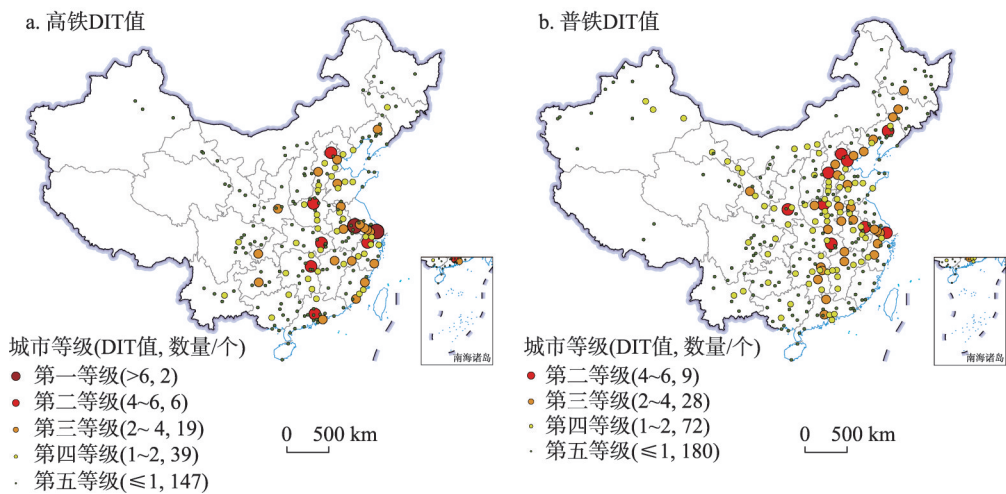 a. 高铁DIT值
南海诸岛
城市等级(DIT值, 数量/个)
第一等级(>6, 2)
第二等级(4~6, 6)
第三等级(2~ 4, 19)
第四等级(1~2, 39)
第五等级(≤1, 147)
0 500 km
b. 普铁DIT值
南海诸岛
城市等级(DIT值, 数量/个)
第二等级(4~6, 9)
第三等级(2~4, 28)
第四等级(1~2, 72)
第五等级(≤1, 180)
0 500 km